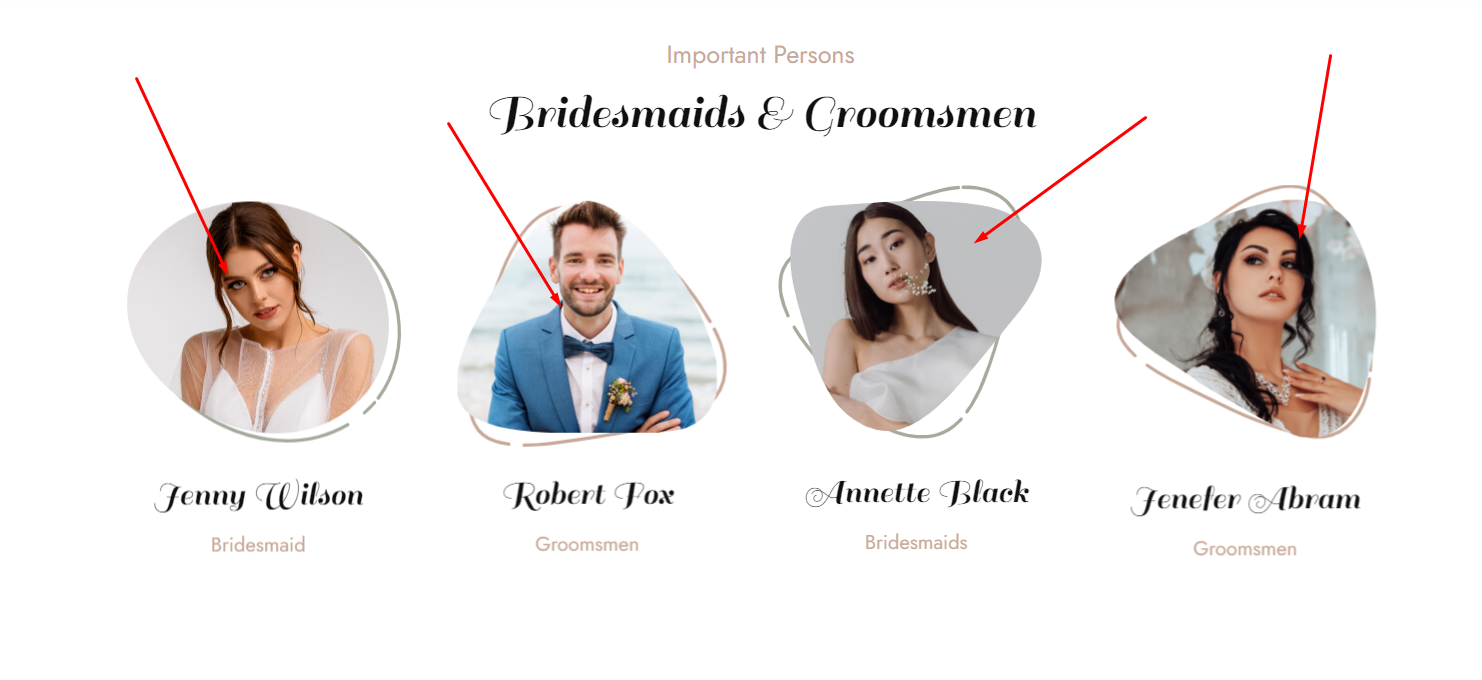 Important Persons
Bridesmaids & Groomsmen
Jenny Wilson
Bridesmaid
Robert Fox
Groomsmen
Annette Black
Bridesmaids
Jenefer Abram
Groomsmen